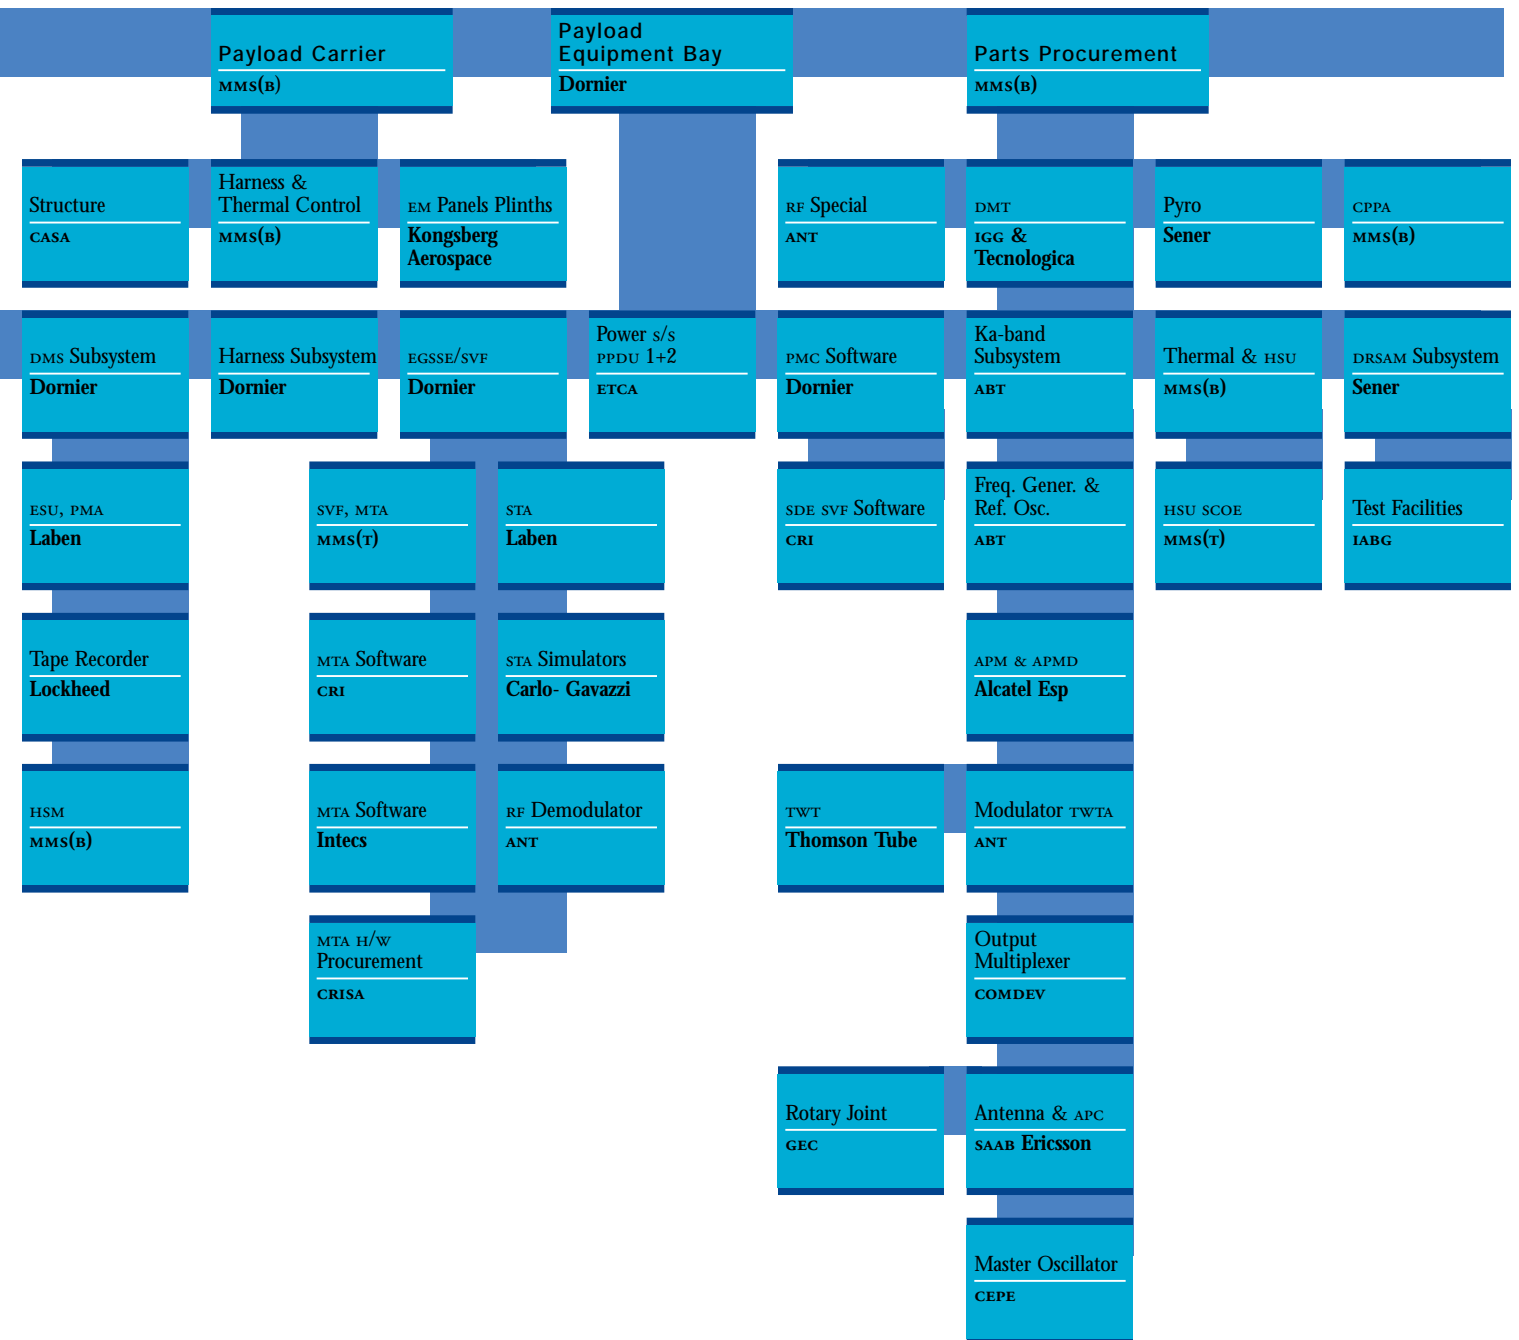 Payload Carrier
MMS(B)
Payload
Equipment Bay
Dornier
Parts Procurement
MMS(B)
Structure
CASA
Harness &
Thermal Control
MMS(B)
EM Panels Plinths
Kongsberg
Aerospace
RF Special
ANT
DMT
IGG &
Tecnologica
Pyro
Sener
CPPA
MMS(B)
DMS Subsystem
Dornier
Harness Subsystem
Dornier
EGSSE/SVF
Dornier
Power s/s
PPDU 1+2
ETCA
PMC Software
Dornier
Ka-band
Subsystem
ABT
Thermal & HSU
MMS(B)
DRSAM Subsystem
Sener
ESU, PMA
Laben
SVF, MTA
MMS(T)
STA
Laben
SDE SVF Software
CRI
Freq. Gener. &
Ref. Osc.
ABT
HSU SCOE
MMS(T)
Test Facilities
IABG
Tape Recorder
Lockheed
MTA Software
CRI
STA Simulators
Carlo- Gavazzi
APM & APMD
Alcatel Esp
HSM
MMS(B)
MTA Software
Intecs
RF Demodulator
ANT
TWT
Thomson Tube
Modulator TWTA
ANT
MTA H/W
Procurement
CRISA
Output
Multiplexer
COMDEV
Rotary Joint
GEC
Antenna & APC
SAAB Ericsson
Master Oscillator
CEPE